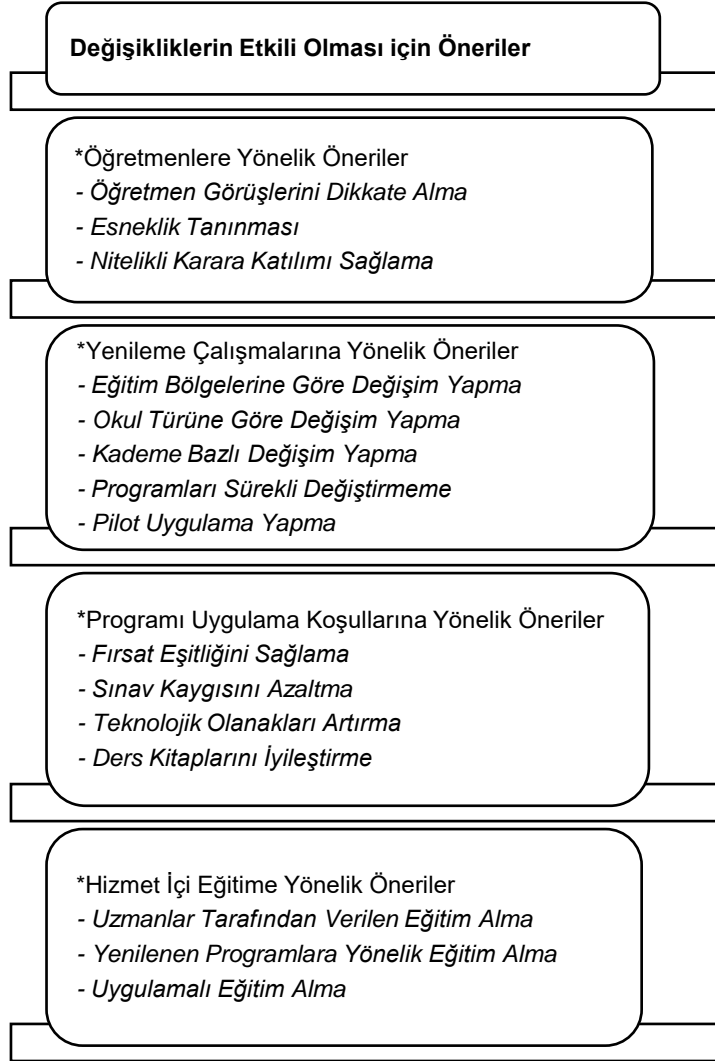 Değişikliklerin Etkili Olması için Öneriler
*Öğretmenlere Yönelik Öneriler
- Öğretmen Görüşlerini Dikkate Alma
- Esneklik Tanınması
- Nitelikli Karara Katılımı Sağlama
*Yenileme Çalışmalarına Yönelik Öneriler
- Eğitim Bölgelerine Göre Değişim Yapma
- Okul Türüne Göre Değişim Yapma
- Kademe Bazlı Değişim Yapma
- Programları Sürekli Değiştirmeme
- Pilot Uygulama Yapma
*Programı Uygulama Koşullarına Yönelik Öneriler
- Fırsat Eşitliğini Sağlama
- Sınav Kaygısını Azaltma
- Teknolojik Olanakları Artırma
- Ders Kitaplarını İyileştirme
*Hizmet İçi Eğitime Yönelik Öneriler
- Uzmanlar Tarafından Verilen Eğitim Alma
- Yenilenen Programlara Yönelik Eğitim Alma
- Uygulamalı Eğitim Alma